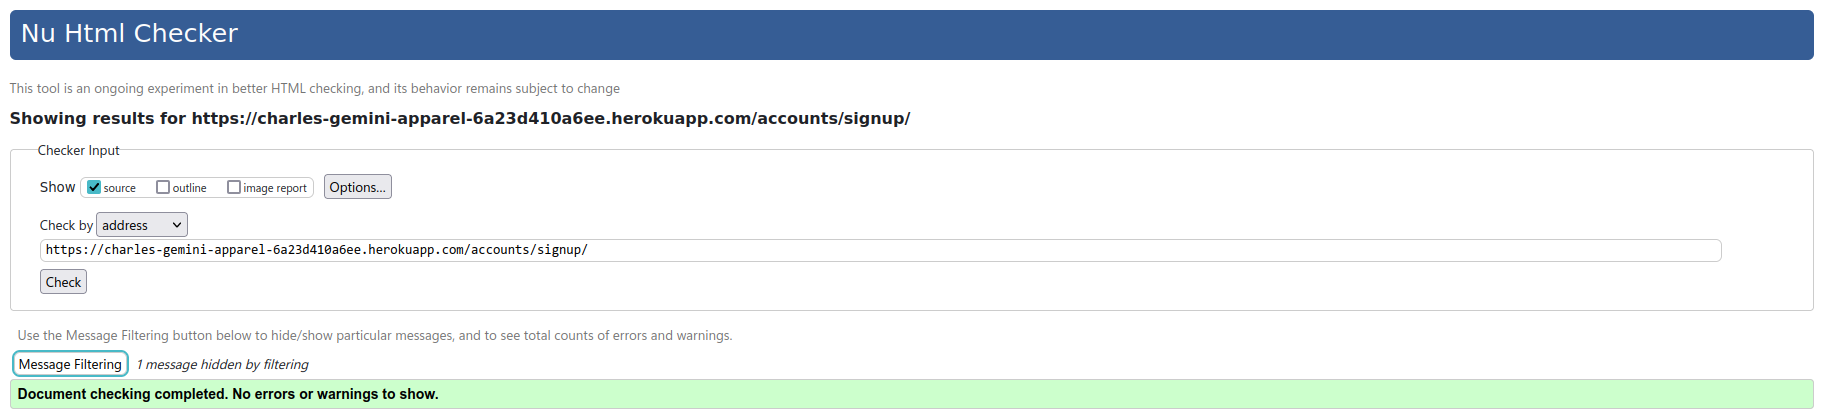 Nu Html Checker
This tool is an ongoing experiment in better HTML checking, and its behavior remains subject to change
Showing results for https://charles-gemini-apparel-6a23d410a6ee.herokuapp.com/accounts/signup/
Checker Input
Show source outline image report Options...
Check by address
https://charles-gemini-apparel-6a23d410a6ee.herokuapp.com/accounts/signup/
Check
Use the Message Filtering button below to hide/show particular messages, and to see total counts of errors and warnings.
Message Filtering 1 message hidden by filtering
Document checking completed. No errors or warnings to show.